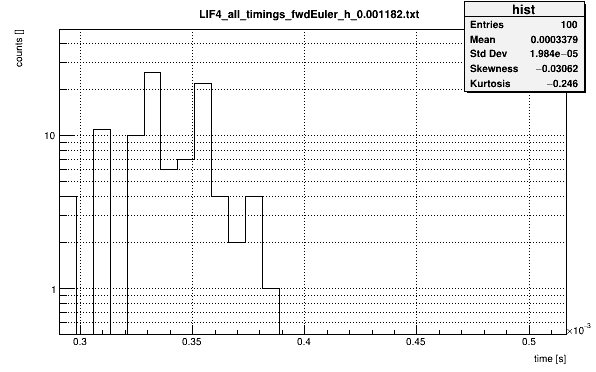 LIF4_all_timings_fwdEuler_h_0.001182.txt
hist
Entries 100
Mean 0.0003379
Std Dev 1.984e−05
Skewness −0.03062
Kurtosis −0.246
counts []
10
1
0.3 0.35 0.4 0.45 0.5
×10⁻³
time [s]